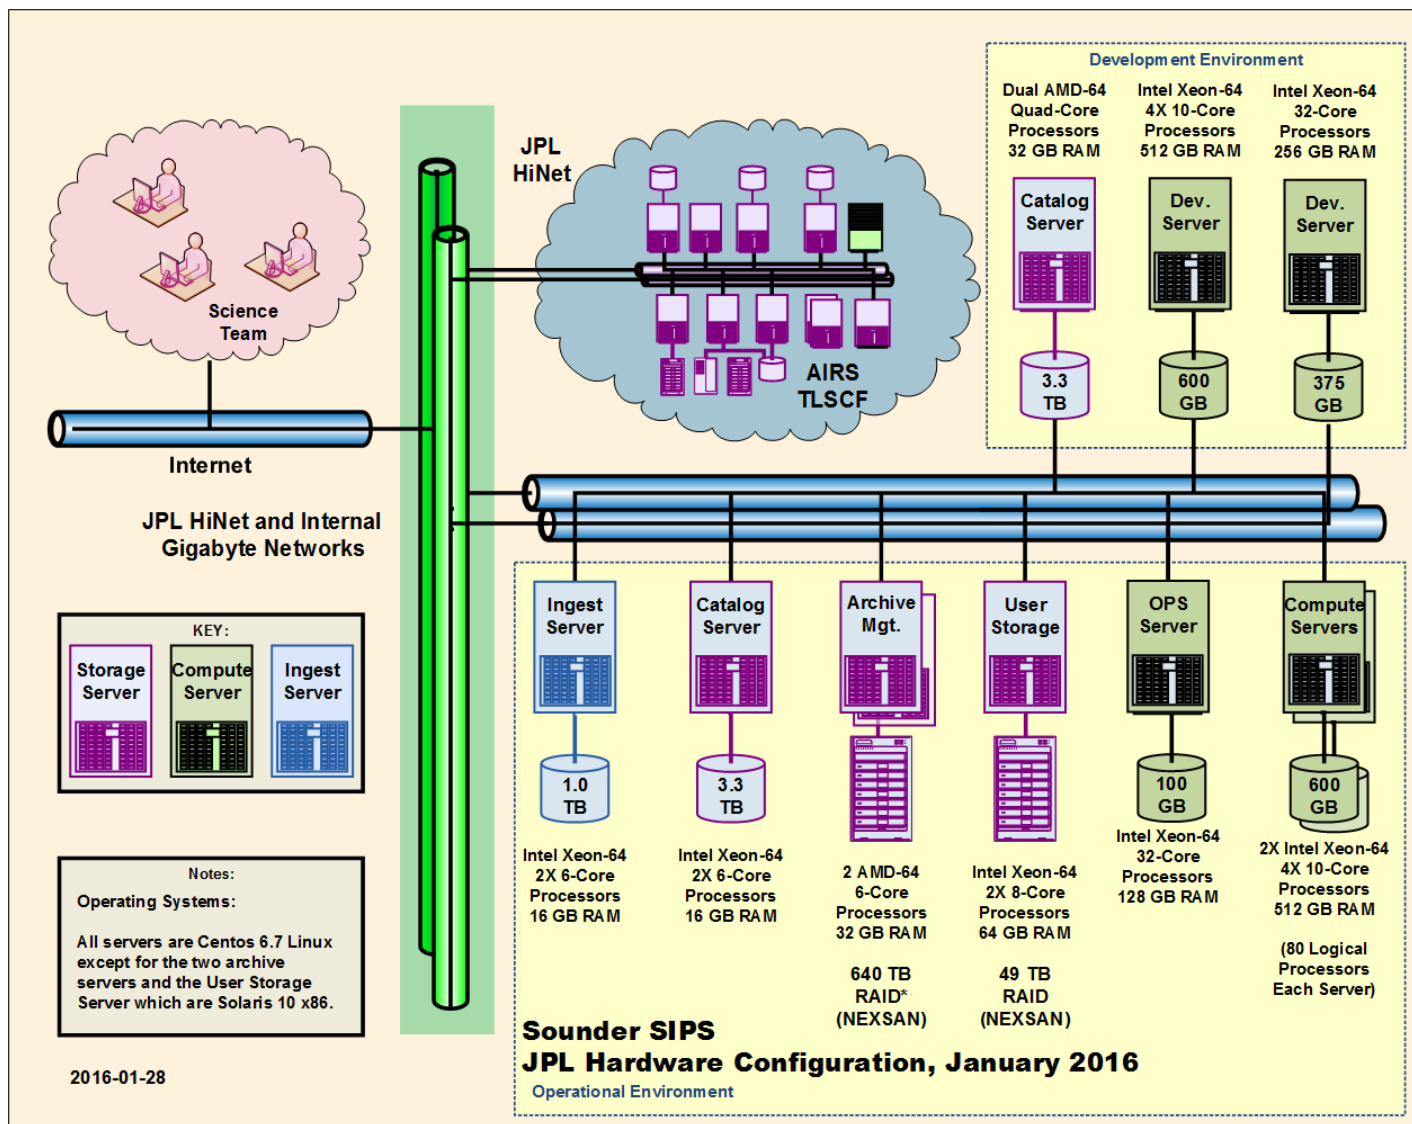 Development Environment
Dual AMD-64
Quad-Core
Processors
32 GB RAM
Intel Xeon-64
4X 10-Core
Processors
512 GB RAM
Intel Xeon-64
32-Core
Processors
256 GB RAM
Catalog
Server
Dev.
Server
Dev.
Server
3.3
TB
600
GB
375
GB
JPL
HiNet
AIRS
TLSCF
Science
Team
Internet
JPL HiNet and Internal
Gigabyte Networks
KEY:
Storage
Server
Compute
Server
Ingest
Server
Notes:
Operating Systems:
All servers are Centos 6.7 Linux
except for the two archive
servers and the User Storage
Server which are Solaris 10 x86.
2016-01-28
Ingest
Server
Catalog
Server
Archive
Mgt.
User
Storage
OPS
Server
Compute
Servers
1.0
TB
3.3
TB
100
GB
600
GB
Intel Xeon-64
2X 6-Core
Processors
16 GB RAM
Intel Xeon-64
2X 6-Core
Processors
16 GB RAM
2 AMD-64
6-Core
Processors
32 GB RAM
640 TB
RAID*
(NEXSAN)
Intel Xeon-64
2X 8-Core
Processors
64 GB RAM
49 TB
RAID
(NEXSAN)
Intel Xeon-64
32-Core
Processors
128 GB RAM
2X Intel Xeon-64
4X 10-Core
Processors
512 GB RAM
(80 Logical
Processors
Each Server)
Sounder SIPS
JPL Hardware Configuration, January 2016
Operational Environment